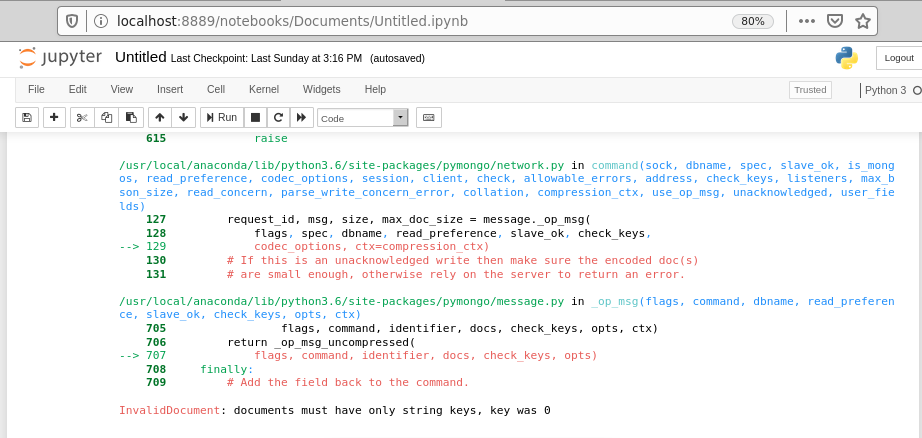 localhost:8889/notebooks/Documents/Untitled.ipynb 80%
jupyter Untitled Last Checkpoint: Last Sunday at 3:16 PM (autosaved) Logout
File Edit View Insert Cell Kernel Widgets Help Trusted Python 3
Run Code
615 raise
/usr/local/anaconda/lib/python3.6/site-packages/pymongo/network.py in command(sock, dbname, spec, slave_ok, is_mong
os, read_preference, codec_options, session, client, check, allowable_errors, address, check_keys, listeners, max_b
son_size, read_concern, parse_write_concern_error, collation, compression_ctx, use_op_msg, unacknowledged, user_fie
lds)
127 request_id, msg, size, max_doc_size = message._op_msg(
128 flags, spec, dbname, read_preference, slave_ok, check_keys,
--> 129 codec_options, ctx=compression_ctx)
130 # If this is an unacknowledged write then make sure the encoded doc(s)
131 # are small enough, otherwise rely on the server to return an error.
/usr/local/anaconda/lib/python3.6/site-packages/pymongo/message.py in _op_msg(flags, command, dbname, read_preferen
ce, slave_ok, check_keys, opts, ctx)
705 flags, command, identifier, docs, check_keys, opts, ctx)
706 return _op_msg_uncompressed(
--> 707 flags, command, identifier, docs, check_keys, opts)
708 finally:
709 # Add the field back to the command.
InvalidDocument: documents must have only string keys, key was 0